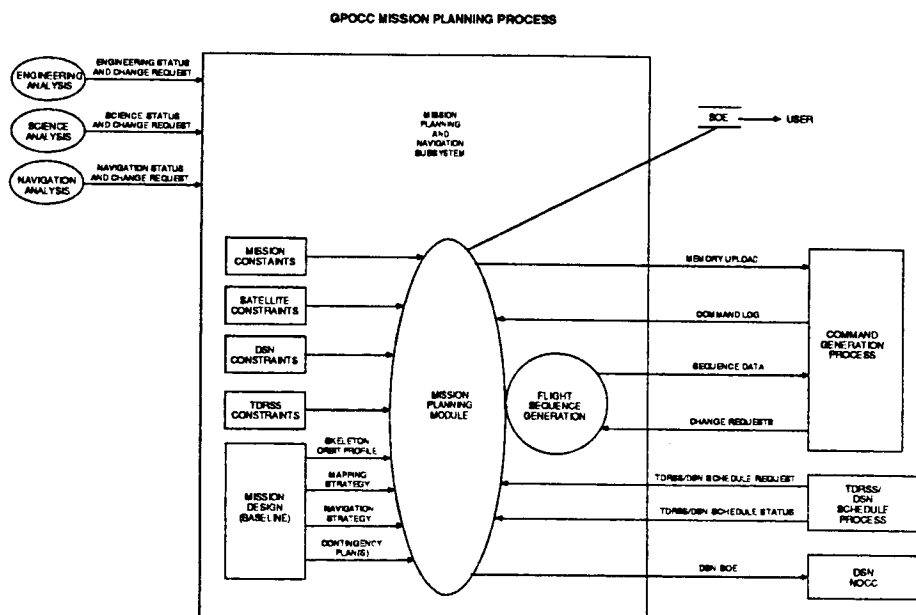 GPOCC MISSION PLANNING PROCESS
ENGINEERING
ANALYSIS
ENGINEERING STATUS
AND CHANGE REQUEST
SCIENCE
ANALYSIS
SCIENCE STATUS
AND CHANGE REQUEST
NAVIGATION
ANALYSIS
NAVIGATION STATUS
AND CHANGE REQUEST
MISSION
PLANNING
AND
NAVIGATION
SUBSYSTEM
SOE
USER
MISSION
CONSTAINTS
SATELLITE
CONSTRAINTS
DSN
CONSTRAINTS
TDRSS
CONSTRAINTS
MISSION
DESIGN
(BASELINE)
SKELETON
ORBIT PROFILE
MAPPING
STRATEGY
NAVIGATION
STRATEGY
CONTINGENCY
PLAN(S)
MISSION
PLANNING
MODULE
FLIGHT
SEQUENCE
GENERATION
MEMORY UPLOAD
COMMAND LOG
SEQUENCE DATA
CHANGE REQUESTS
COMMAND
GENERATION
PROCESS
TDRSS/DSN SCHEDULE REQUEST
TDRSS/DSN SCHEDULE STATUS
TDRSS/
DSN
SCHEDULE
PROCESS
DSN SOE
DSN
NOCC